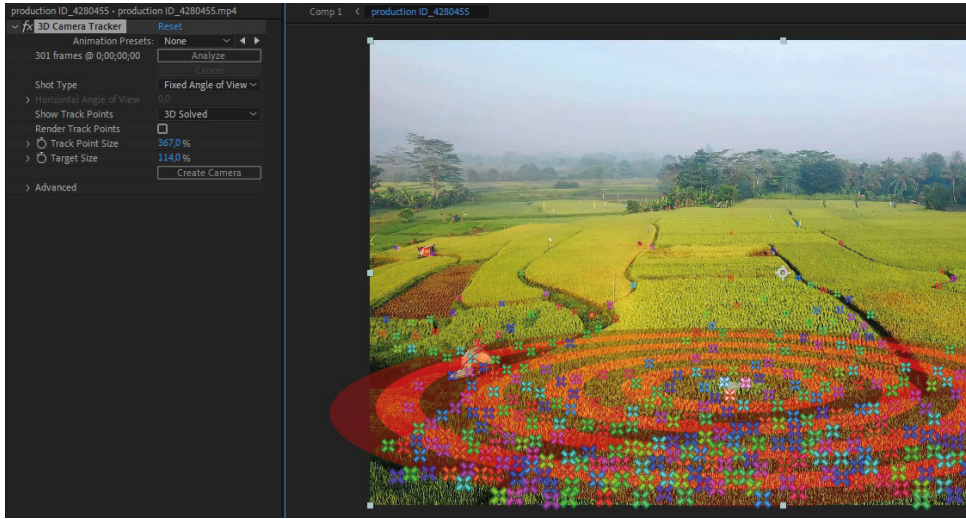 production ID_4280455 • production ID_4280455.mp4
fx 3D Camera Tracker Reset
Animation Presets: None
301 frames @ 0;00;00;00 Analyze
Cancel
Shot Type Fixed Angle of View
Horizontal Angle of View 0,0
Show Track Points 3D Solved
Render Track Points
Track Point Size 367,0 %
Target Size 114,0 %
Create Camera
Advanced
Comp 1 < production ID_4280455